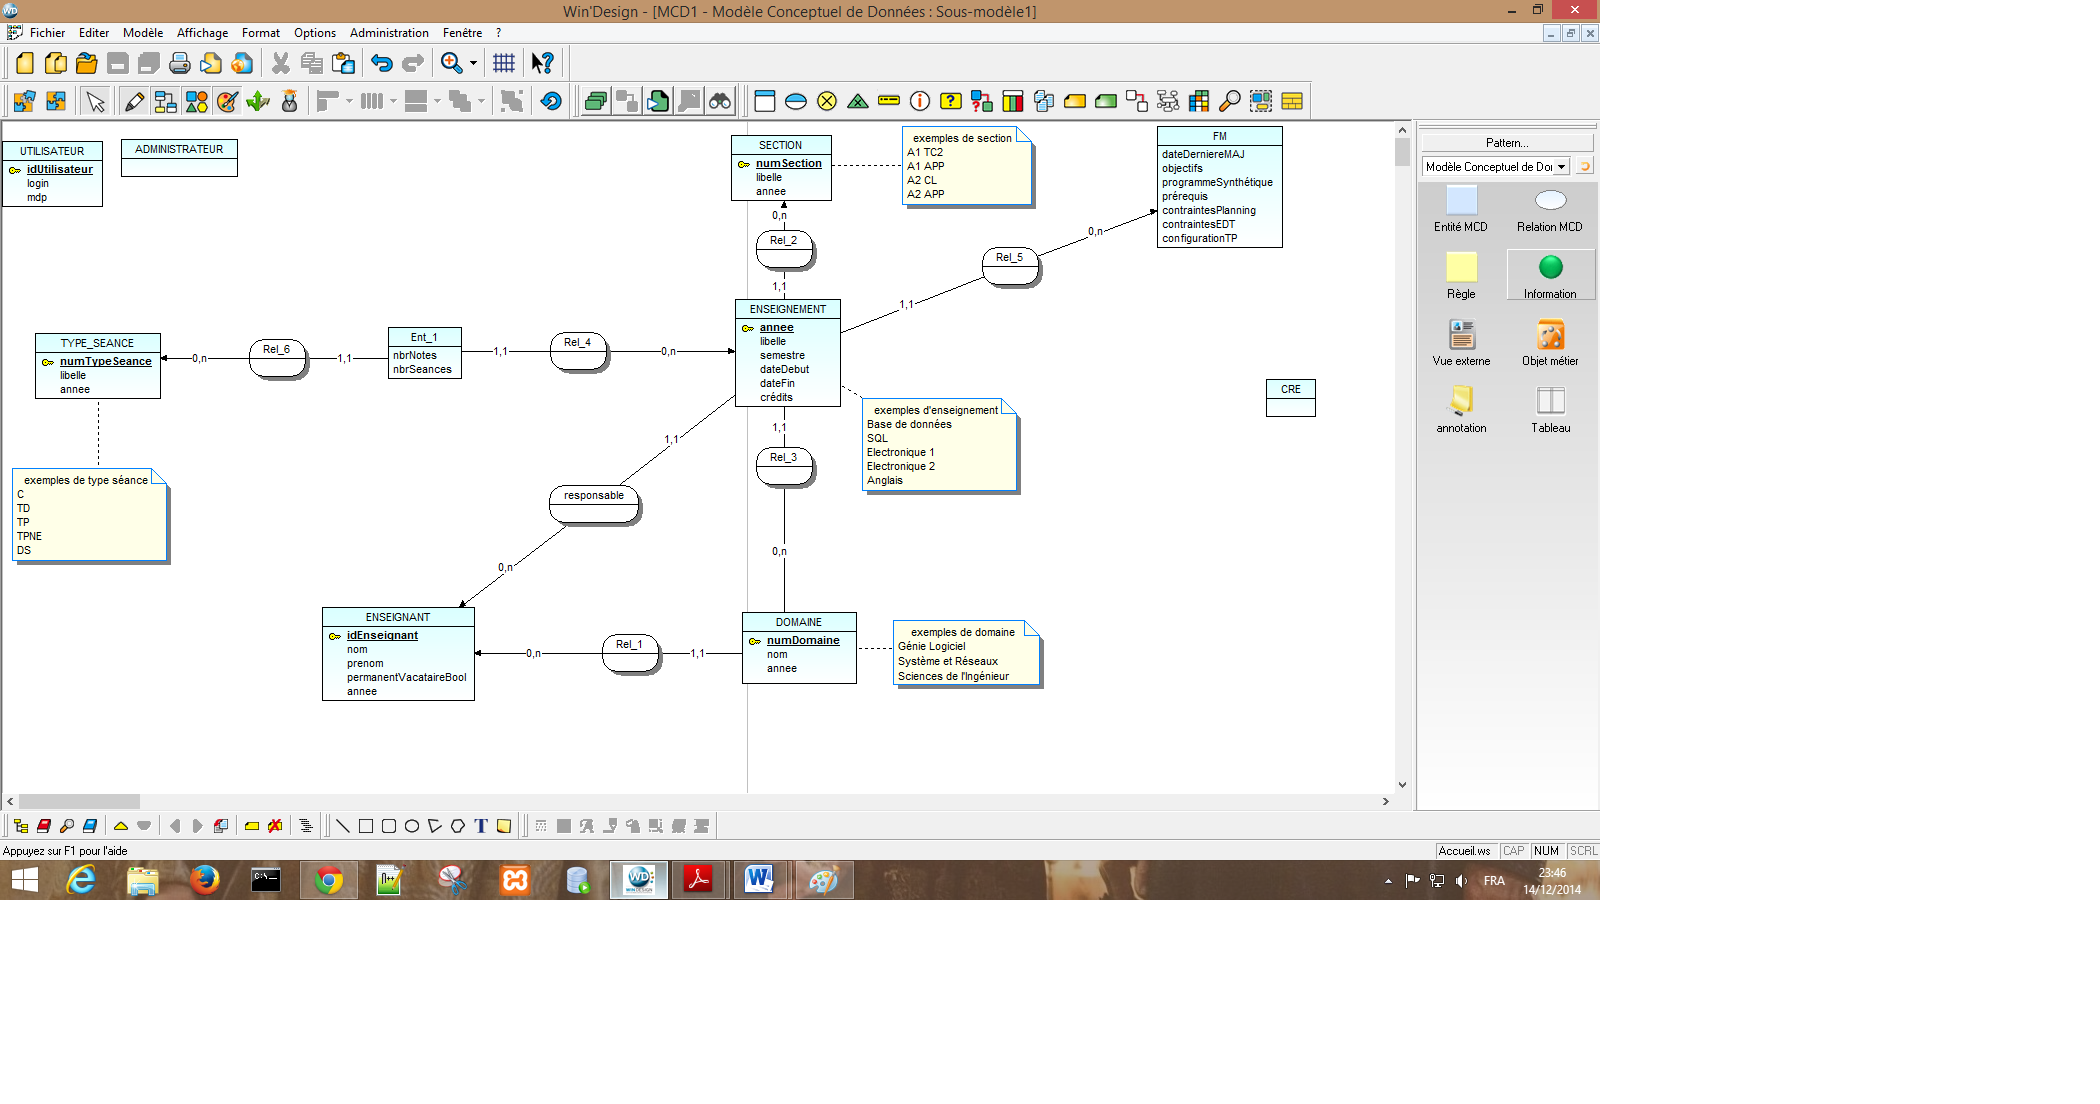 Win'Design - [MCD1 - Modèle Conceptuel de Données : Sous-modèle1]
Fichier Editer Modèle Affichage Format Options Administration Fenêtre ?
UTILISATEUR
idUtilisateur
login
mdp
ADMINISTRATEUR
SECTION
numSection
libelle
annee
exemples de section
A1 TC2
A1 APP
A2 CL
A2 APP
FM
dateDerniereMAJ
objectifs
programmeSynthétique
prérequis
contraintesPlanning
contraintesEDT
configurationTP
0,n
Rel_2
1,1
0,n
Rel_5
1,1
ENSEIGNEMENT
annee
libelle
semestre
dateDebut
dateFin
crédits
TYPE_SEANCE
numTypeSeance
libelle
annee
0,n
Rel_6
1,1
Ent_1
nbrNotes
nbrSeances
1,1
Rel_4
0,n
CRE
exemples d'enseignement
Base de données
SQL
Electronique 1
Electronique 2
Anglais
1,1
Rel_3
0,n
1,1
responsable
0,n
exemples de type séance
C
TD
TP
TPNE
DS
ENSEIGNANT
idEnseignant
nom
prenom
permanentVacataireBool
annee
0,n
Rel_1
1,1
DOMAINE
numDomaine
nom
annee
exemples de domaine
Génie Logiciel
Système et Réseaux
Sciences de l'Ingénieur
Pattern...
Modèle Conceptuel de Doı
Entité MCD
Relation MCD
Règle
Information
Vue externe
Objet métier
annotation
Tableau
Appuyez sur F1 pour l'aide
Accueil.ws CAP NUM SCRL
FRA
23:46
14/12/2014